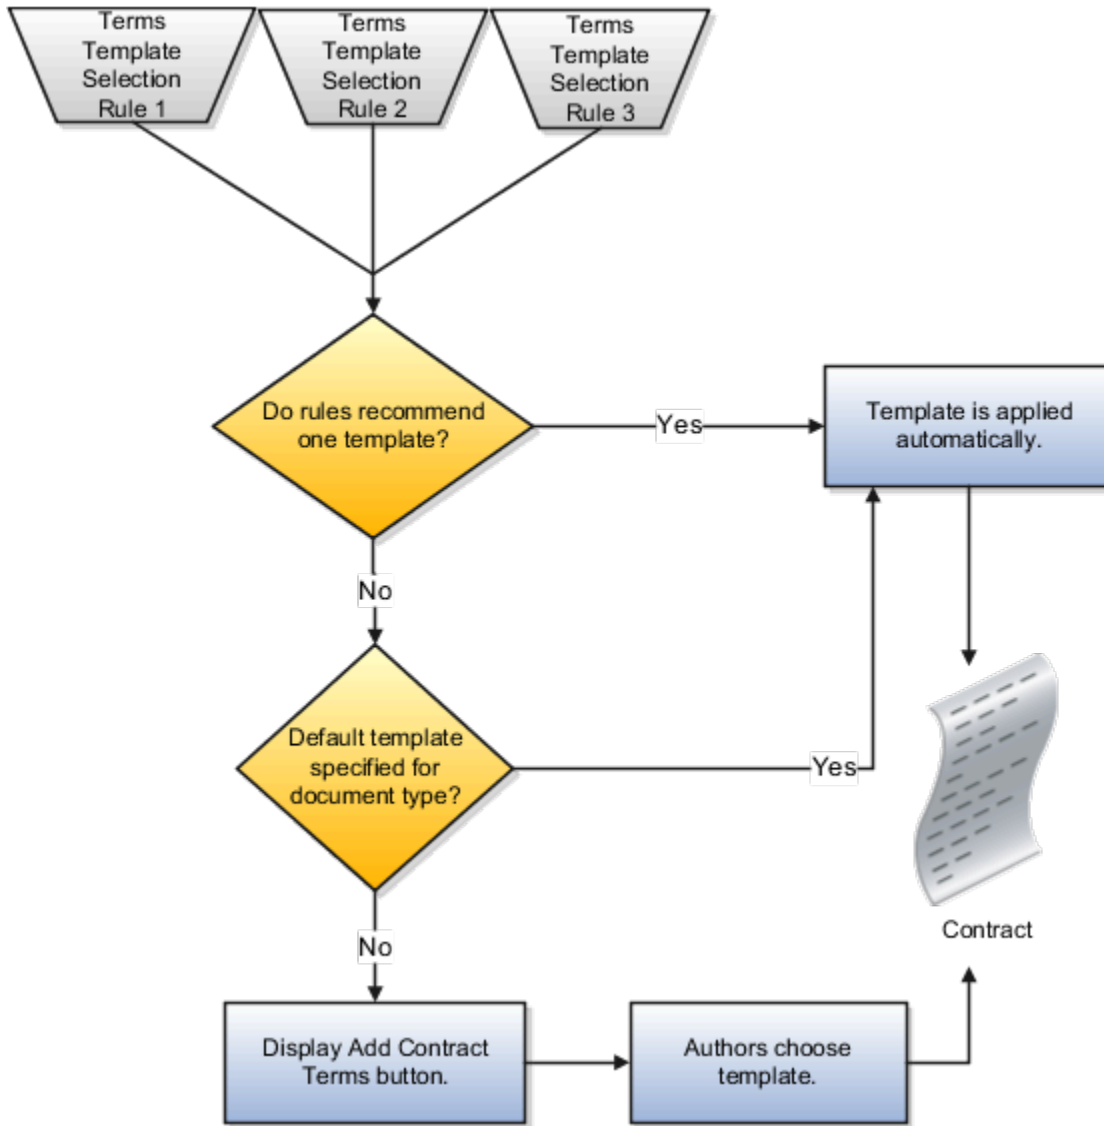 Terms
Template
Selection
Rule 1
Terms
Template
Selection
Rule 2
Terms
Template
Selection
Rule 3
Do rules recommend
one template?
Yes
Template is applied
automatically.
No
Default template
specified for
document type?
Yes
Contract
No
Display Add Contract
Terms button.
Authors choose
template.